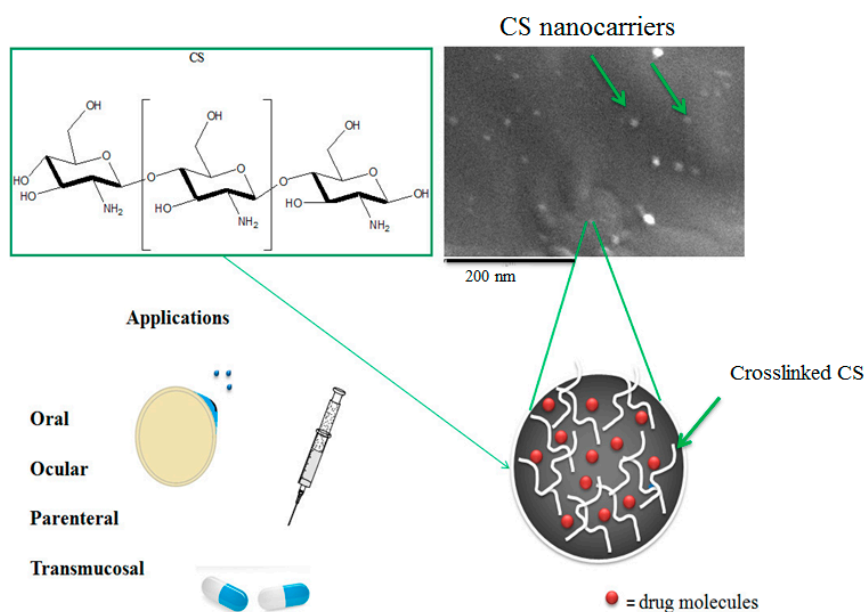 CS nanocarriers
CS
OH
OH
OH
O
O
O
OH
HO
O
O
HO
HO
HO
NH2
NH2
NH2
200 nm
Applications
Crosslinked CS
Oral
Ocular
Parenteral
Transmucosal
= drug molecules